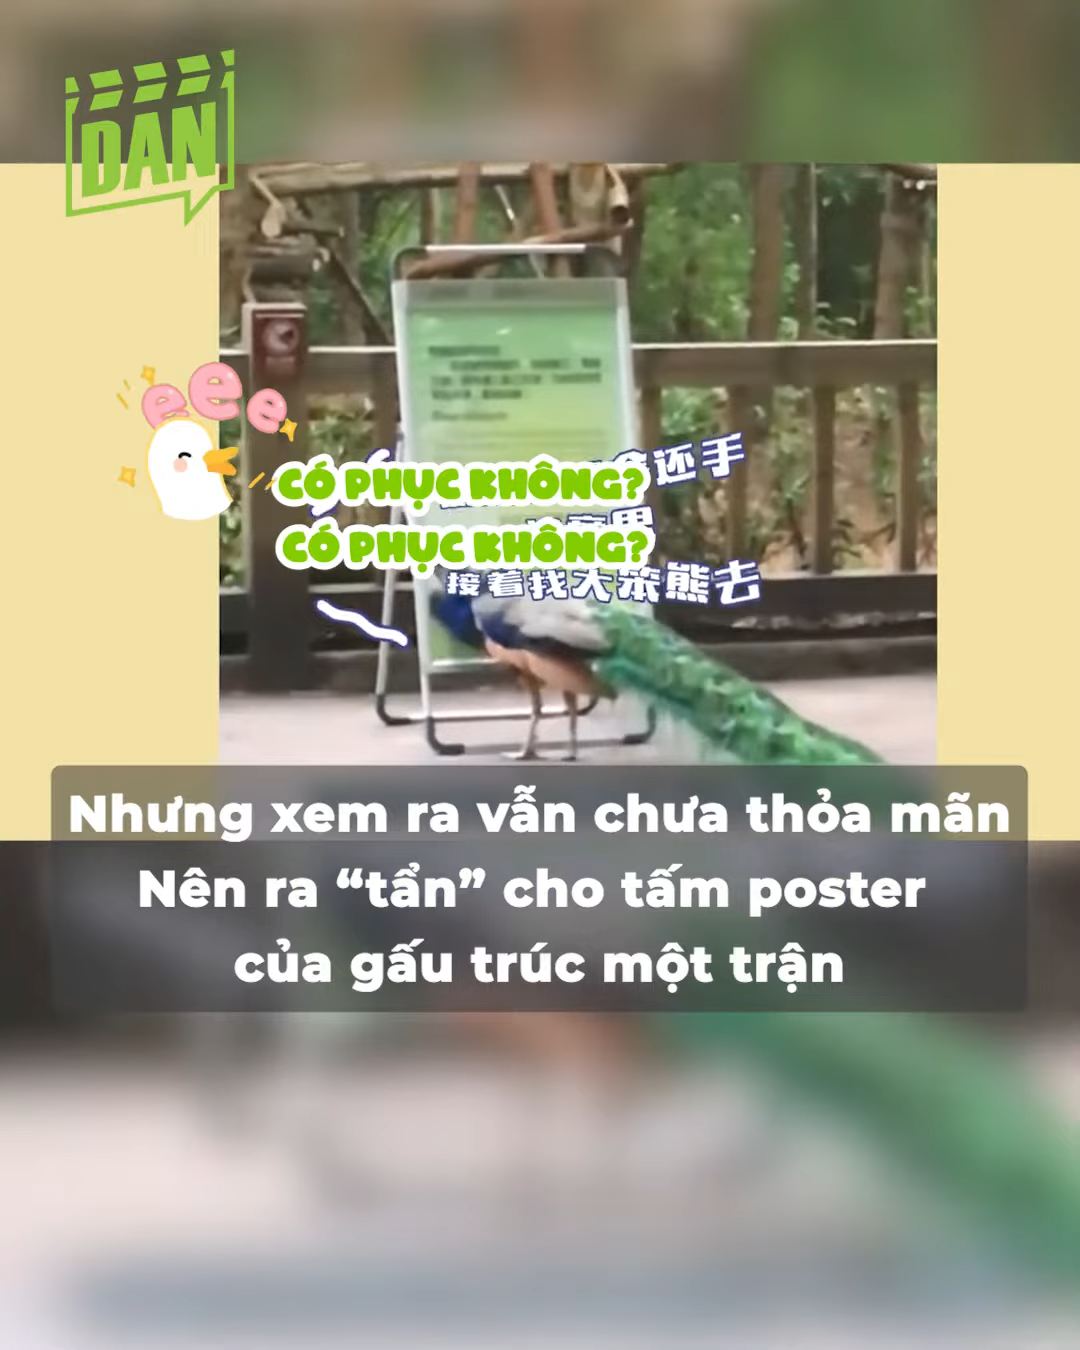 DAN
eee
还手
CÓ PHỤC KHÔNG?
CÓ PHỤC KHÔNG?
接着找大笨熊去
Nhưng xem ra vẫn chưa thỏa mãn
Nên ra “tẩn” cho tấm poster
của gấu trúc một trận